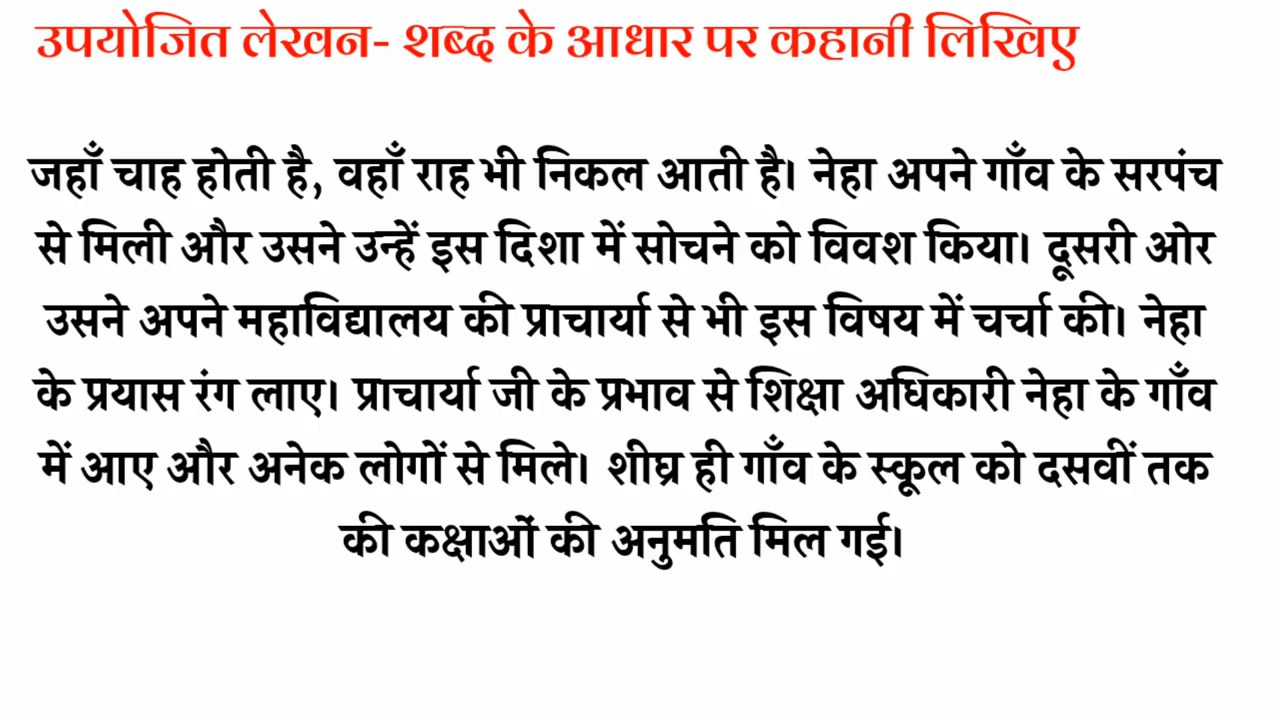 उपयोजित लेखन- शब्द के आधार पर कहानी लिखिए
जहाँ चाह होती है, वहाँ राह भी निकल आती है। नेहा अपने गाँव के सरपंच
से मिली और उसने उन्हें इस दिशा में सोचने को विवश किया। दूसरी ओर
उसने अपने महाविद्यालय की प्राचार्या से भी इस विषय में चर्चा की। नेहा
के प्रयास रंग लाए। प्राचार्या जी के प्रभाव से शिक्षा अधिकारी नेहा के गाँव
में आए और अनेक लोगों से मिले। शीघ्र ही गाँव के स्कूल को दसवीं तक
की कक्षाओं की अनुमति मिल गई।